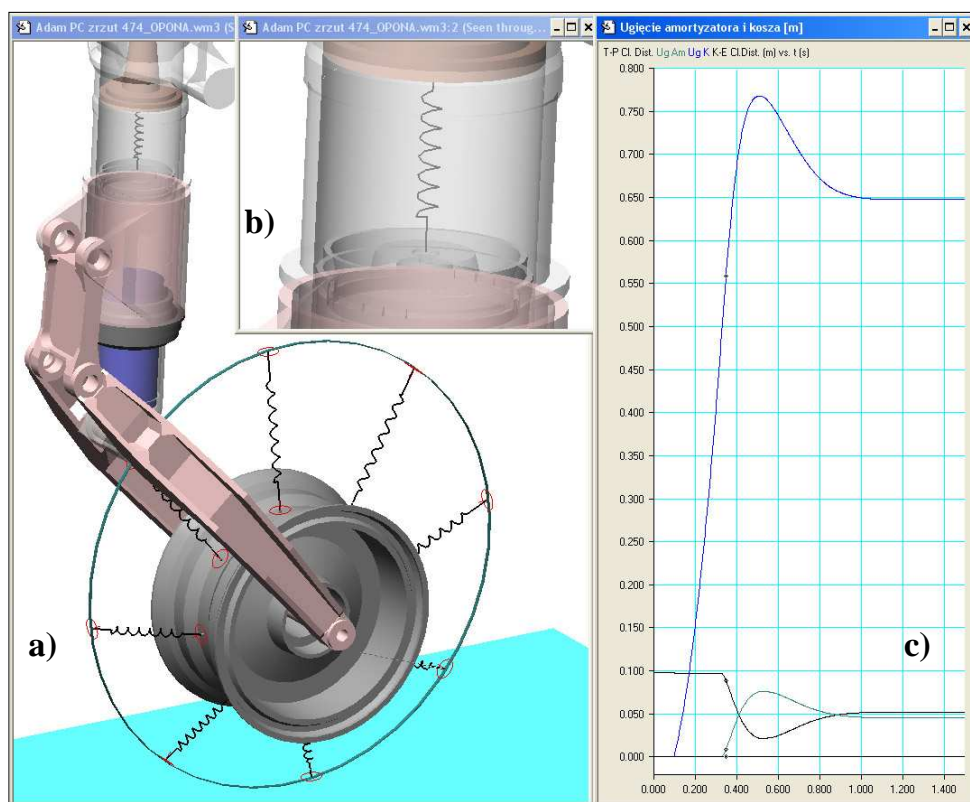 Adam PC zrzut 474_OPONA.wm3 (S
Adam PC zrzut 474_OPONA.wm3:2 (Seen throug...
Ugięcie amortyzatora i kosza [m]
T-P Cl. Dist. Ug Am Ug K K-E Cl.Dist. (m) vs. t (s)
0.800
0.750
0.700
0.650
0.600
0.550
0.500
0.450
0.400
0.350
0.300
0.250
0.200
0.150
0.100
0.050
0.000
0.000 0.200 0.400 0.600 0.800 1.000 1.200 1.400
b)
a)
c)